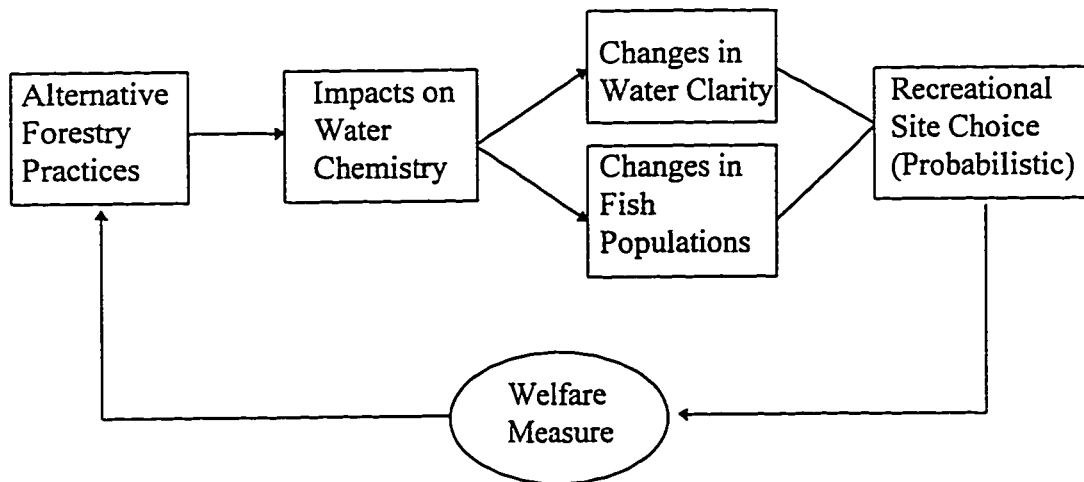 Alternative
Forestry
Practices
Impacts on
Water
Chemistry
Changes in
Water Clarity
Changes in
Fish
Populations
Recreational
Site Choice
(Probabilistic)
Welfare
Measure